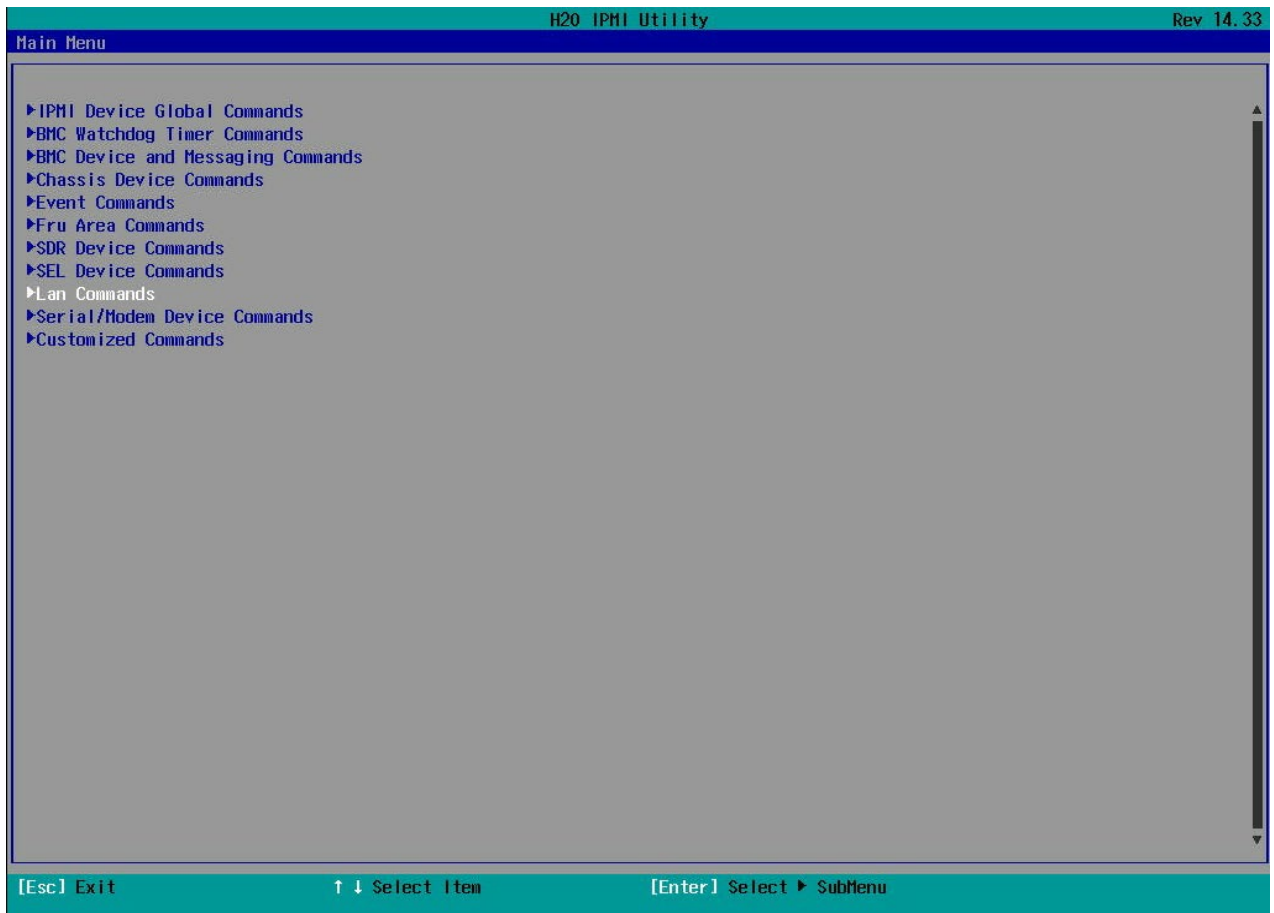 H2O IPMI Utility Rev 14.33
Main Menu
▶IPMI Device Global Commands
▶BMC Watchdog Timer Commands
▶BMC Device and Messaging Commands
▶Chassis Device Commands
▶Event Commands
▶Fru Area Commands
▶SDR Device Commands
▶SEL Device Commands
▶Lan Commands
▶Serial/Modem Device Commands
▶Customized Commands
[Esc] Exit ↑ ↓ Select Item [Enter] Select ▶ SubMenu